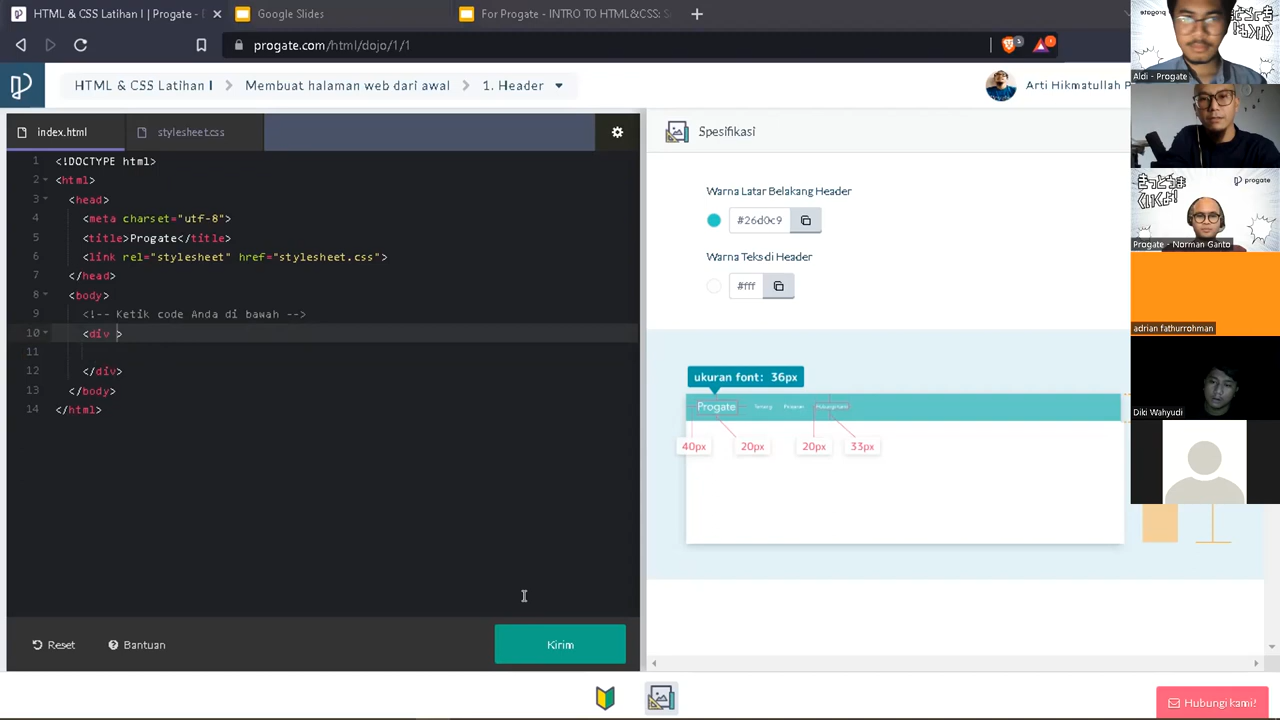 HTML & CSS Latihan I | Progate - B
Google Slides
For Progate - INTRO TO HTML&CSS: S
HTML & CSS Latihan I
Membuat halaman web dari awal
1. Header
Arti Hikmatullah P
index.html
stylesheet.css
Spesifikasi
1 <!DOCTYPE html>
2 <html>
3 <head>
4 <meta charset="utf-8">
5 <title>Progate</title>
6 <link rel="stylesheet" href="stylesheet.css">
7 </head>
8 <body>
9 <!-- Ketik code Anda di bawah -->
10 <div >
11
12 </div>
13 </body>
14 </html>
Warna Latar Belakang Header
#26d0c9
Warna Teks di Header
#fff
ukuran font: 36px
Progate
40px
20px
20px
33px
Reset
Bantuan
Kirim
Hubungi kami!
Aldi - Progate
progate
Progate - Norman Ganto
adrian fathurrohman
Diki Wahyudi